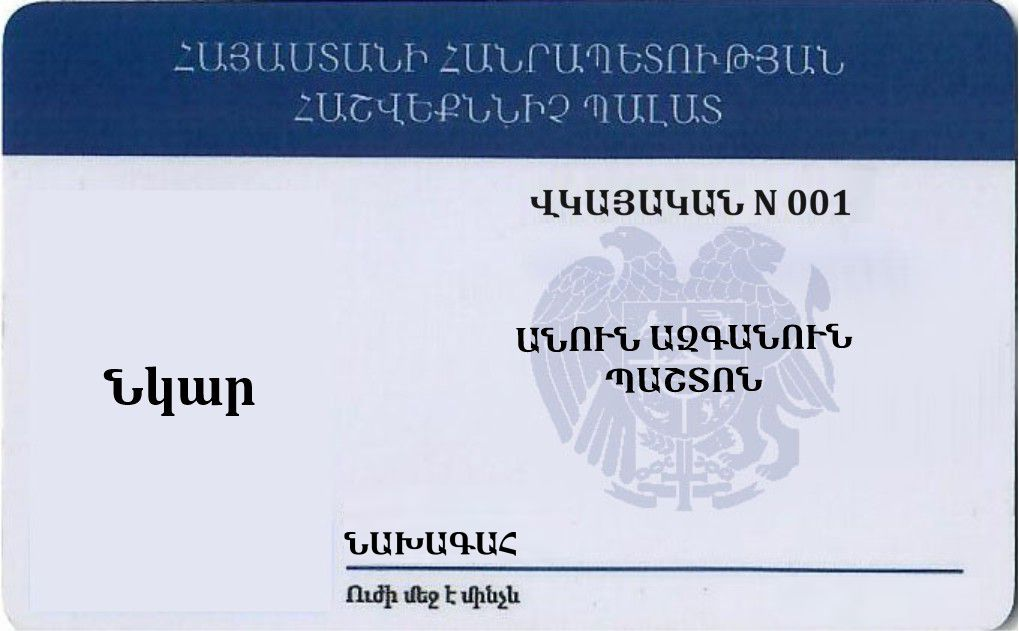 ՀԱՅԱՍՏԱՆԻ ՀԱՆՐԱՊԵՏՈՒԹՅԱՆ
ՀԱՇՎԵՔՆՆԻՉ ՊԱԼԱՏ
ՎԿԱՅԱԿԱՆ N 001
ԱՆՈՒՆ ԱԶԳԱՆՈՒՆ
ՊԱՇՏՈՆ
Նկար
ՆԱԽԱԳԱՀ
Ուժի մեջ է մինչև